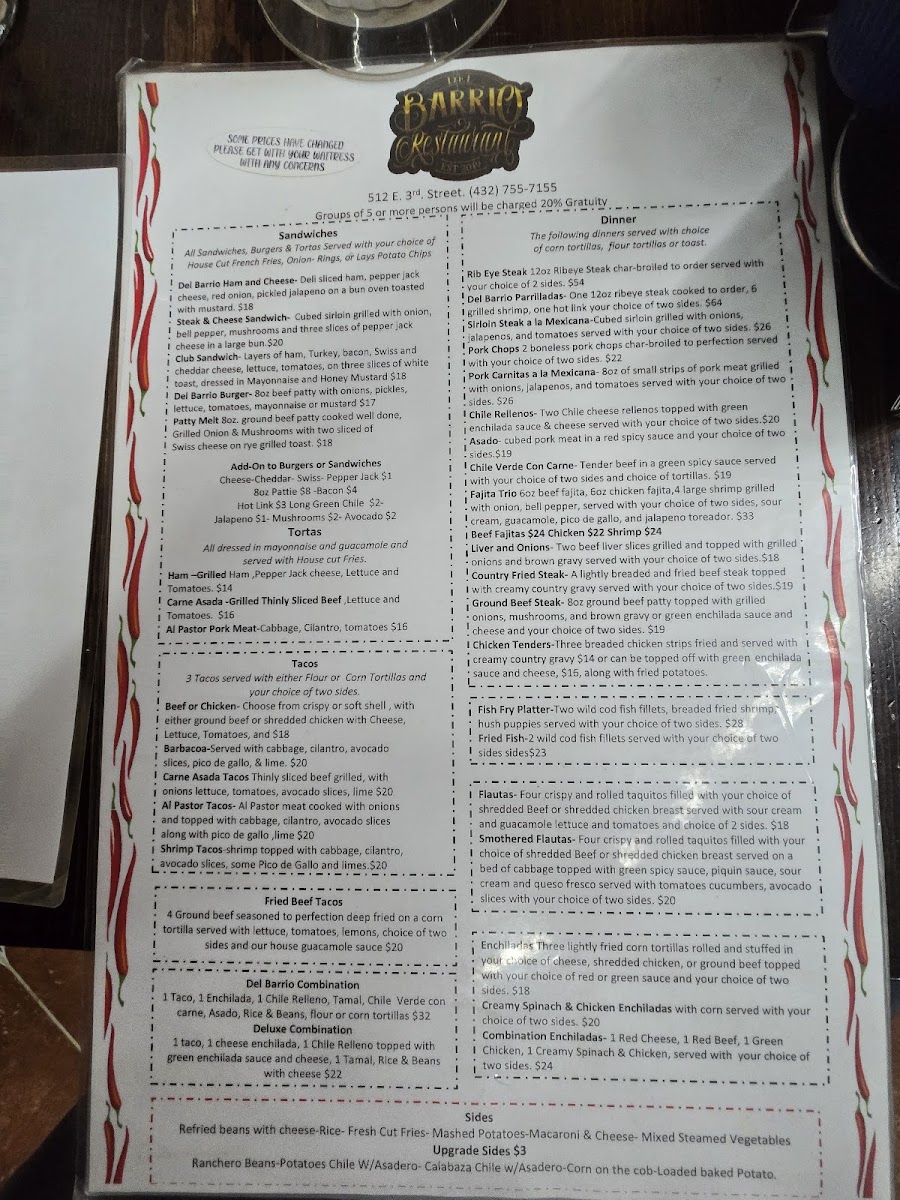 Del
BARRIO
Restaurant
EST 2019
SOME PRICES HAVE CHANGED
PLEASE GET WITH YOUR WAITRESS
WITH ANY CONCERNS
512 E. 3rd. Street. (432) 755-7155
Groups of 5 or more persons will be charged 20% Gratuity
Sandwiches
All Sandwiches, Burgers & Tortas Served with your choice of
House Cut French Fries, Onion- Rings, or Lays Potato Chips
Del Barrio Ham and Cheese- Deli sliced ham, pepper jack
cheese, red onion, pickled jalapeno on a bun oven toasted
with mustard. $18
Steak & Cheese Sandwich- Cubed sirloin grilled with onion,
bell pepper, mushrooms and three slices of pepper jack
cheese in a large bun.$20
Club Sandwich- Layers of ham, Turkey, bacon, Swiss and
cheddar cheese, lettuce, tomatoes, on three slices of white
toast, dressed in Mayonnaise and Honey Mustard $18
Del Barrio Burger- 8oz beef patty with onions, pickles,
lettuce, tomatoes, mayonnaise or mustard $17
Patty Melt 8oz. ground beef patty cooked well done,
Grilled Onion & Mushrooms with two sliced of
Swiss cheese on rye grilled toast. $18
Add-On to Burgers or Sandwiches
Cheese-Cheddar- Swiss- Pepper Jack $1
8oz Pattie $8 -Bacon $4
Hot Link $3 Long Green Chile $2-
Jalapeno $1- Mushrooms $2- Avocado $2
Tortas
All dressed in mayonnaise and guacamole and
served with House cut Fries.
Ham –Grilled Ham ,Pepper Jack cheese, Lettuce and
Tomatoes. $14
Carne Asada -Grilled Thinly Sliced Beef ,Lettuce and
Tomatoes. $16
Al Pastor Pork Meat-Cabbage, Cilantro, tomatoes $16
Tacos
3 Tacos served with either Flour or Corn Tortillas and
your choice of two sides.
Beef or Chicken- Choose from crispy or soft shell , with
either ground beef or shredded chicken with Cheese,
Lettuce, Tomatoes, and $18
Barbacoa-Served with cabbage, cilantro, avocado
slices, pico de gallo, & lime. $20
Carne Asada Tacos Thinly sliced beef grilled, with
onions lettuce, tomatoes, avocado slices, lime $20
Al Pastor Tacos- Al Pastor meat cooked with onions
and topped with cabbage, cilantro, avocado slices
along with pico de gallo ,lime $20
Shrimp Tacos-shrimp topped with cabbage, cilantro,
avocado slices, some Pico de Gallo and limes.$20
Fried Beef Tacos
4 Ground beef seasoned to perfection deep fried on a corn
tortilla served with lettuce, tomatoes, lemons, choice of two
sides and our house guacamole sauce $20
Del Barrio Combination
1 Taco, 1 Enchilada, 1 Chile Relleno, Tamal, Chile Verde con
carne, Asado, Rice & Beans, flour or corn tortillas $32
Deluxe Combination
1 taco, 1 cheese enchilada, 1 Chile Relleno topped with
green enchilada sauce and cheese, 1 Tamal, Rice & Beans
with cheese $22
Dinner
The following dinners served with choice
of corn tortillas, flour tortillas or toast.
Rib Eye Steak 12oz Ribeye Steak char-broiled to order served with
your choice of 2 sides. $54
Del Barrio Parrilladas- One 12oz ribeye steak cooked to order, 6
grilled shrimp, one hot link your choice of two sides. $64
Sirloin Steak a la Mexicana-Cubed sirloin grilled with onions,
jalapenos, and tomatoes served with your choice of two sides. $26
Pork Chops 2 boneless pork chops char-broiled to perfection served
with your choice of two sides. $22
Pork Carnitas a la Mexicana- 8oz of small strips of pork meat grilled
with onions, jalapenos, and tomatoes served with your choice of two
sides. $26
Chile Rellenos- Two Chile cheese rellenos topped with green
enchilada sauce & cheese served with your choice of two sides.$20
Asado- cubed pork meat in a red spicy sauce and your choice of two
sides.$19
Chile Verde Con Carne- Tender beef in a green spicy sauce served
with your choice of two sides and choice of tortillas. $19
Fajita Trio 6oz beef fajita, 6oz chicken fajita,4 large shrimp grilled
with onion, bell pepper, served with your choice of two sides, sour
cream, guacamole, pico de gallo, and jalapeno toreador. $33
Beef Fajitas $24 Chicken $22 Shrimp $24
Liver and Onions- Two beef liver slices grilled and topped with grilled
onions and brown gravy served with your choice of two sides.$18
Country Fried Steak- A lightly breaded and fried beef steak topped
with creamy country gravy served with your choice of two sides.$19
Ground Beef Steak- 8oz ground beef patty topped with grilled
onions, mushrooms, and brown gravy or green enchilada sauce and
cheese and your choice of two sides. $19
Chicken Tenders-Three breaded chicken strips fried and served with
creamy country gravy $14 or can be topped off with green enchilada
sauce and cheese, $15, along with fried potatoes.
Fish Fry Platter-Two wild cod fish fillets, breaded fried shrimp,
hush puppies served with your choice of two sides. $28
Fried Fish-2 wild cod fish fillets served with your choice of two
sides sides$23
Flautas- Four crispy and rolled taquitos filled with your choice of
shredded Beef or shredded chicken breast served with sour cream
and guacamole lettuce and tomatoes and choice of 2 sides. $18
Smothered Flautas- Four crispy and rolled taquitos filled with your
choice of shredded Beef or shredded chicken breast served on a
bed of cabbage topped with green spicy sauce, piquin sauce, sour
cream and queso fresco served with tomatoes cucumbers, avocado
slices with your choice of two sides. $20
Enchiladas Three lightly fried corn tortillas rolled and stuffed in
your choice of cheese, shredded chicken, or ground beef topped
with your choice of red or green sauce and your choice of two
sides. $18
Creamy Spinach & Chicken Enchiladas with corn served with your
choice of two sides. $20
Combination Enchiladas- 1 Red Cheese, 1 Red Beef, 1 Green
Chicken, 1 Creamy Spinach & Chicken, served with your choice of
two sides. $24
Sides
Refried beans with cheese-Rice- Fresh Cut Fries- Mashed Potatoes-Macaroni & Cheese- Mixed Steamed Vegetables
Upgrade Sides $3
Ranchero Beans-Potatoes Chile W/Asadero- Calabaza Chile w/Asadero-Corn on the cob-Loaded baked Potato.